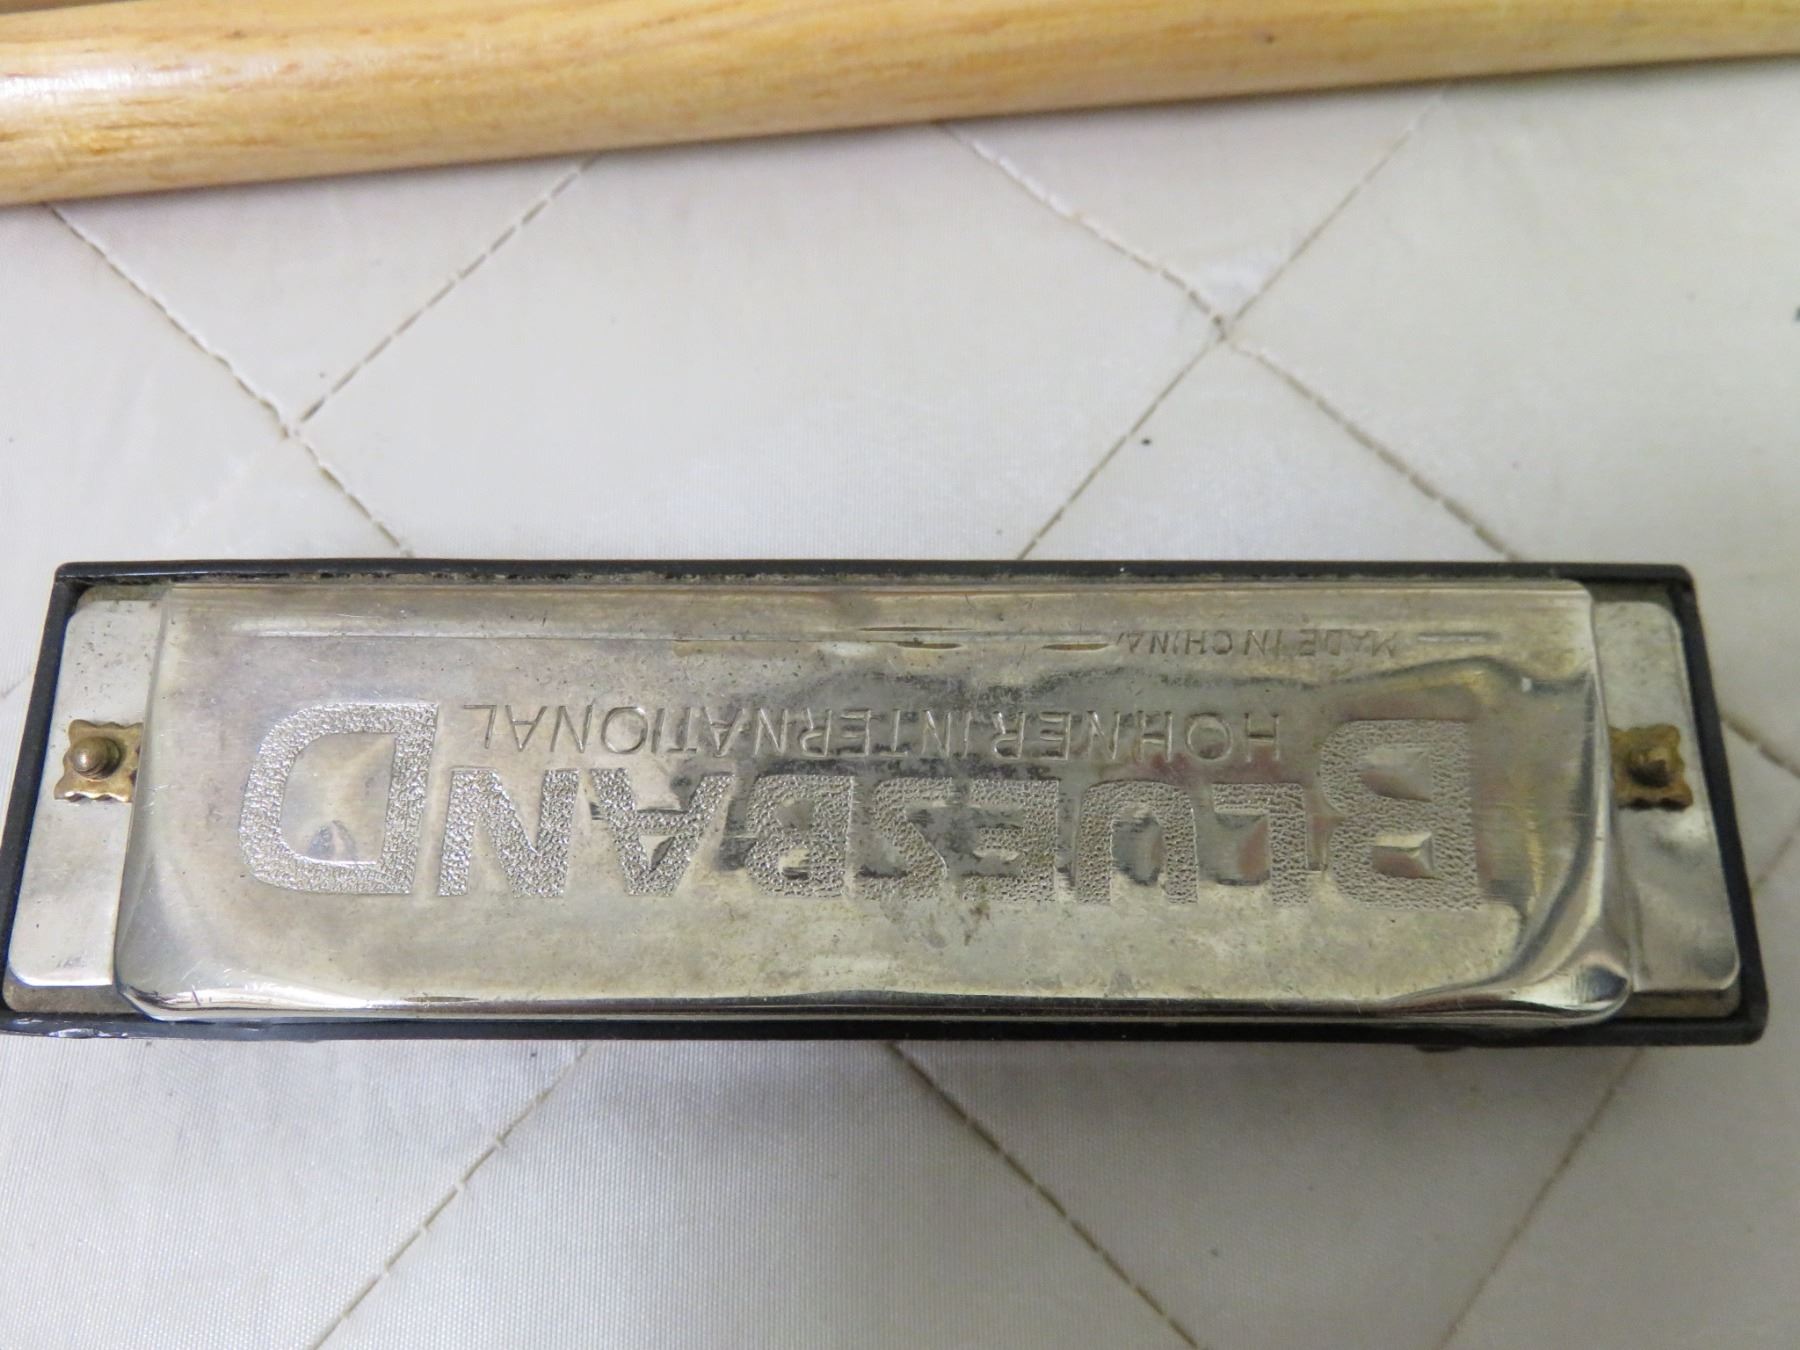 BLUESBAND
HOHNER INTERNATIONAL
MADE IN CHINA